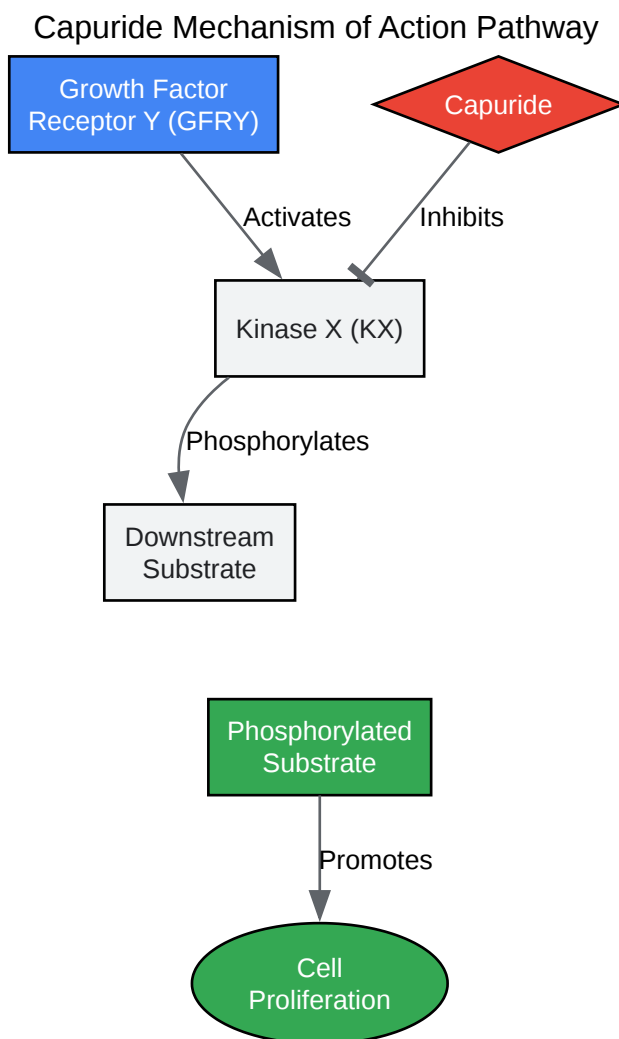 Capuride Mechanism of Action Pathway
Growth Factor
Receptor Y (GFRY)
Capuride
Activates
Inhibits
Kinase X (KX)
Phosphorylates
Downstream
Substrate
Phosphorylated
Substrate
Promotes
Cell
Proliferation